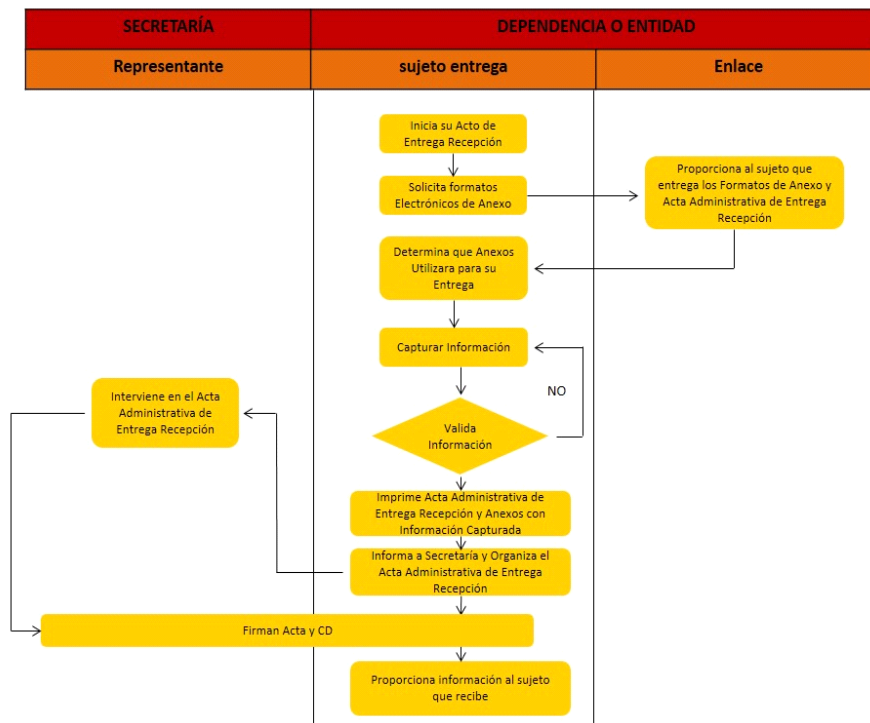 SECRETARÍA
DEPENDENCIA O ENTIDAD
Representante
sujeto entrega
Enlace
Inicia su Acto de
Entrega Recepción
Solicita formatos
Electrónicos de Anexo
Proporciona al sujeto que
entrega los Formatos de Anexo y
Acta Administrativa de Entrega
Recepción
Determina que Anexos
Utilizara para su
Entrega
Capturar Información
NO
Interviene en el Acta
Administrativa de
Entrega Recepción
Valida
Información
Imprime Acta Administrativa de
Entrega Recepción y Anexos con
Información Capturada
Informa a Secretaría y Organiza el
Acta Administrativa de Entrega
Recepción
Firman Acta y CD
Proporciona información al sujeto
que recibe